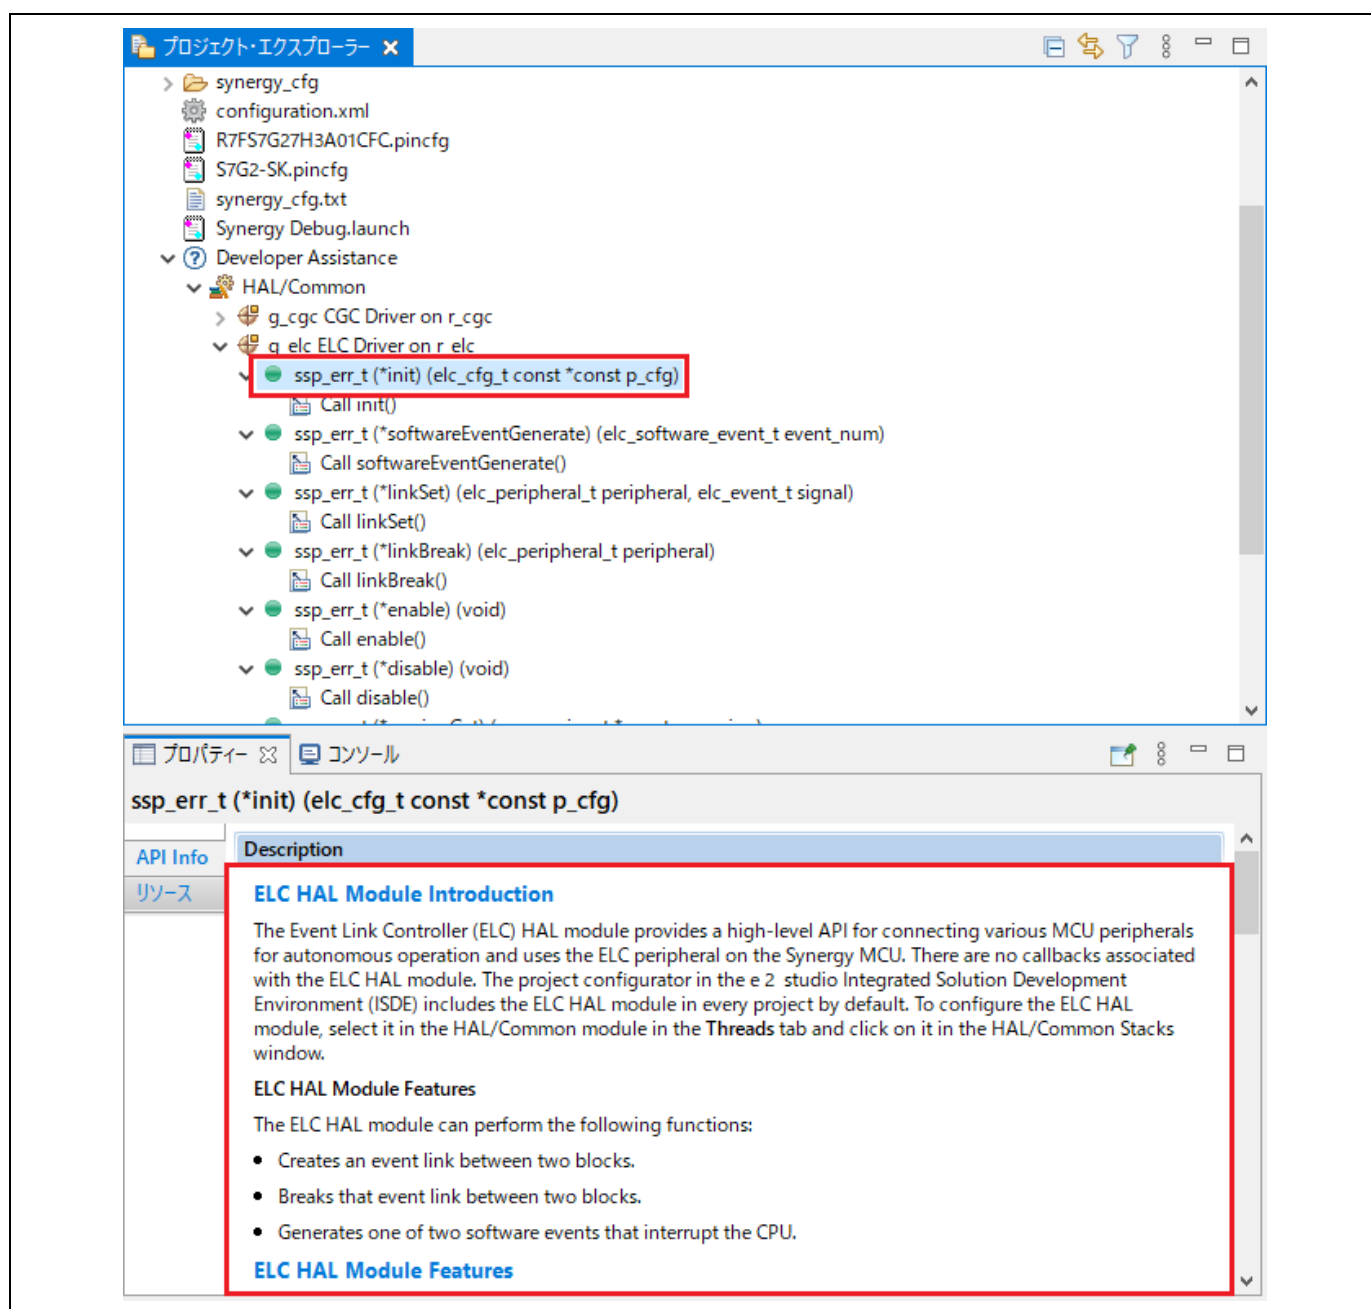 プロジェクト・エクスプローラー
synergy_cfg
configuration.xml
R7FS7G27H3A01CFC.pincfg
S7G2-SK.pincfg
synergy_cfg.txt
Synergy Debug.launch
Developer Assistance
HAL/Common
g_cgc CGC Driver on r_cgc
g_elc ELC Driver on r_elc
ssp_err_t (*init) (elc_cfg_t const *const p_cfg)
Call init()
ssp_err_t (*softwareEventGenerate) (elc_software_event_t event_num)
Call softwareEventGenerate()
ssp_err_t (*linkSet) (elc_peripheral_t peripheral, elc_event_t signal)
Call linkSet()
ssp_err_t (*linkBreak) (elc_peripheral_t peripheral)
Call linkBreak()
ssp_err_t (*enable) (void)
Call enable()
ssp_err_t (*disable) (void)
Call disable()
プロパティー コンソール
ssp_err_t (*init) (elc_cfg_t const *const p_cfg)
API Info
リソース
Description
ELC HAL Module Introduction
The Event Link Controller (ELC) HAL module provides a high-level API for connecting various MCU peripherals
for autonomous operation and uses the ELC peripheral on the Synergy MCU. There are no callbacks associated
with the ELC HAL module. The project configurator in the e 2 studio Integrated Solution Development
Environment (ISDE) includes the ELC HAL module in every project by default. To configure the ELC HAL
module, select it in the HAL/Common module in the Threads tab and click on it in the HAL/Common Stacks
window.
ELC HAL Module Features
The ELC HAL module can perform the following functions:
• Creates an event link between two blocks.
• Breaks that event link between two blocks.
• Generates one of two software events that interrupt the CPU.
ELC HAL Module Features